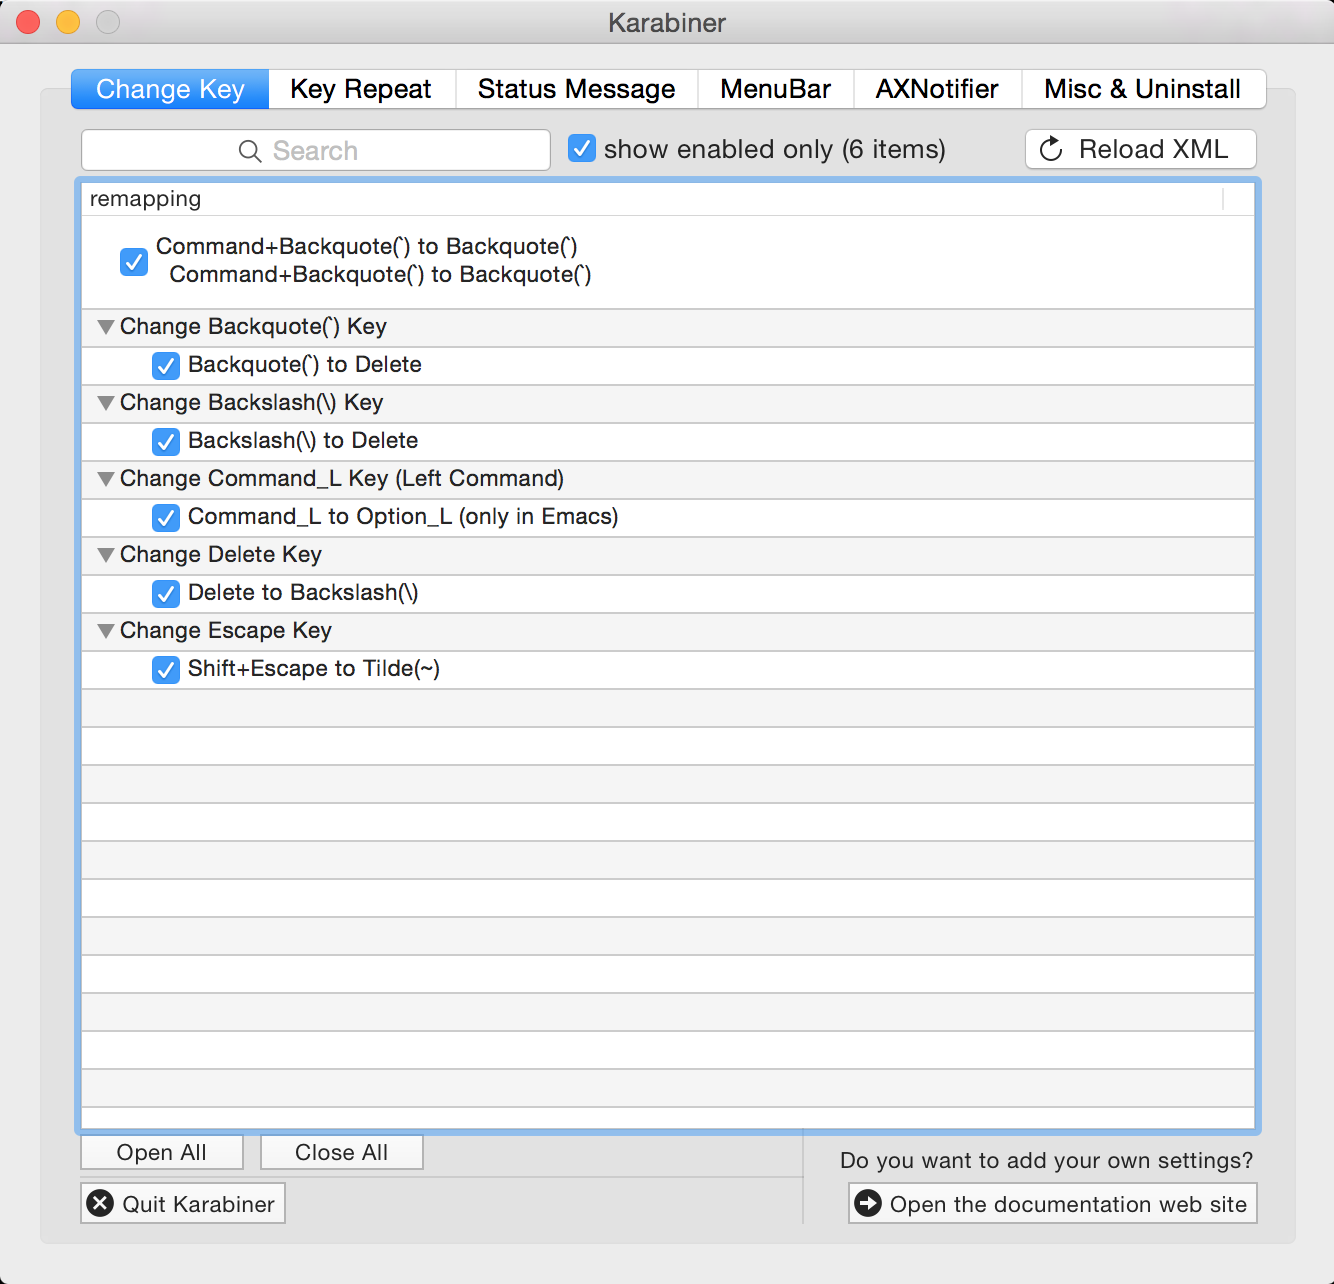 Karabiner
Change Key
Key Repeat
Status Message
MenuBar
AXNotifier
Misc & Uninstall
Search
show enabled only (6 items)
Reload XML
remapping
Command+Backquote(`) to Backquote(`)
Command+Backquote(`) to Backquote(`)
Change Backquote(`) Key
Backquote(`) to Delete
Change Backslash(\) Key
Backslash(\) to Delete
Change Command_L Key (Left Command)
Command_L to Option_L (only in Emacs)
Change Delete Key
Delete to Backslash(\)
Change Escape Key
Shift+Escape to Tilde(~)
Open All
Close All
Do you want to add your own settings?
Quit Karabiner
Open the documentation web site